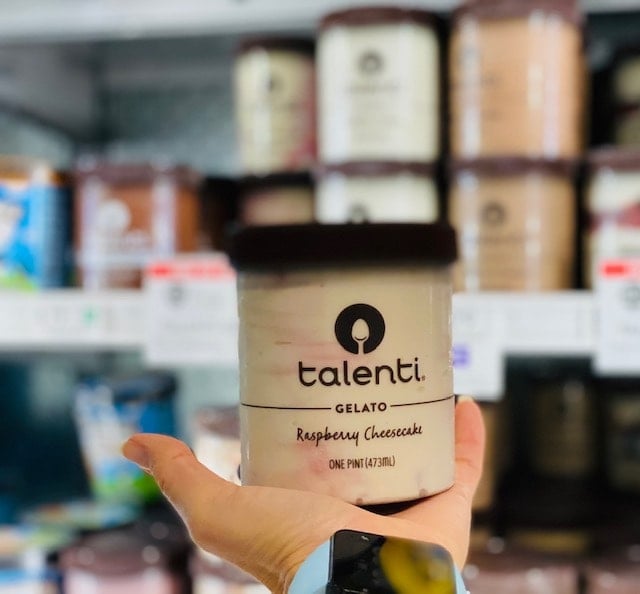 talenti
GELATO
Raspberry Cheesecake
ONE PINT (473mL)